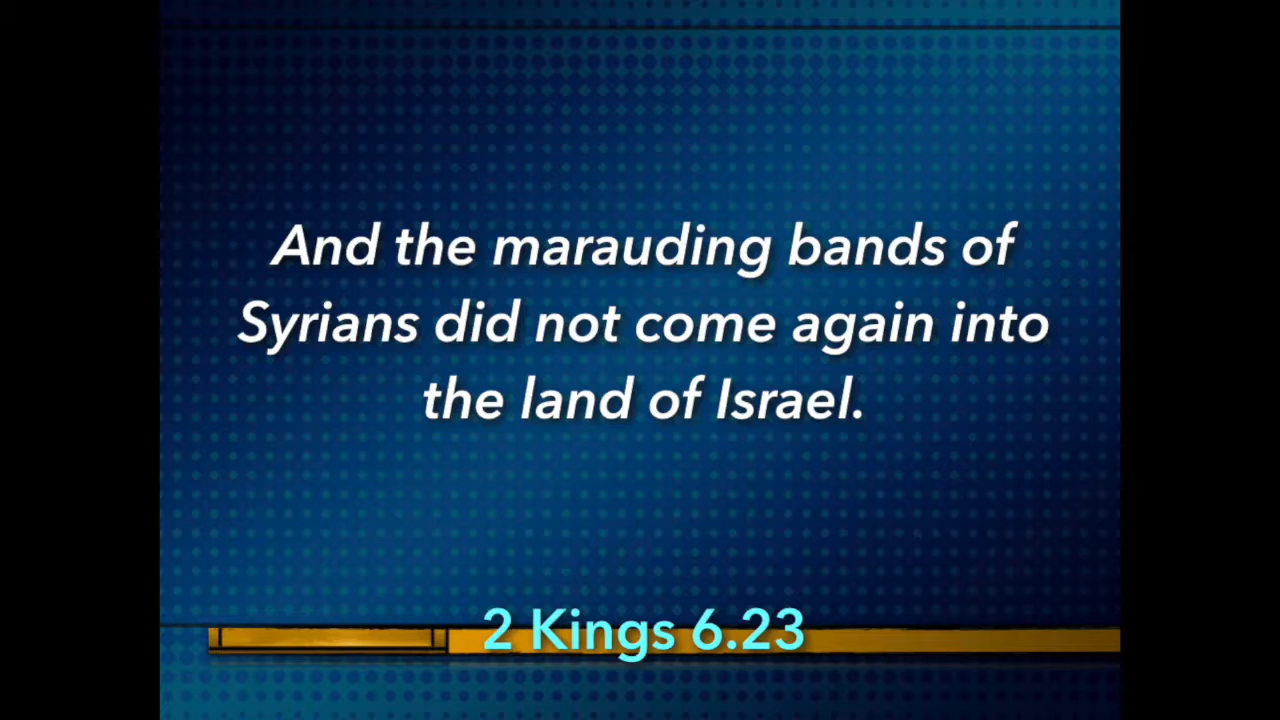 And the marauding bands of
Syrians did not come again into
the land of Israel.
2 Kings 6.23